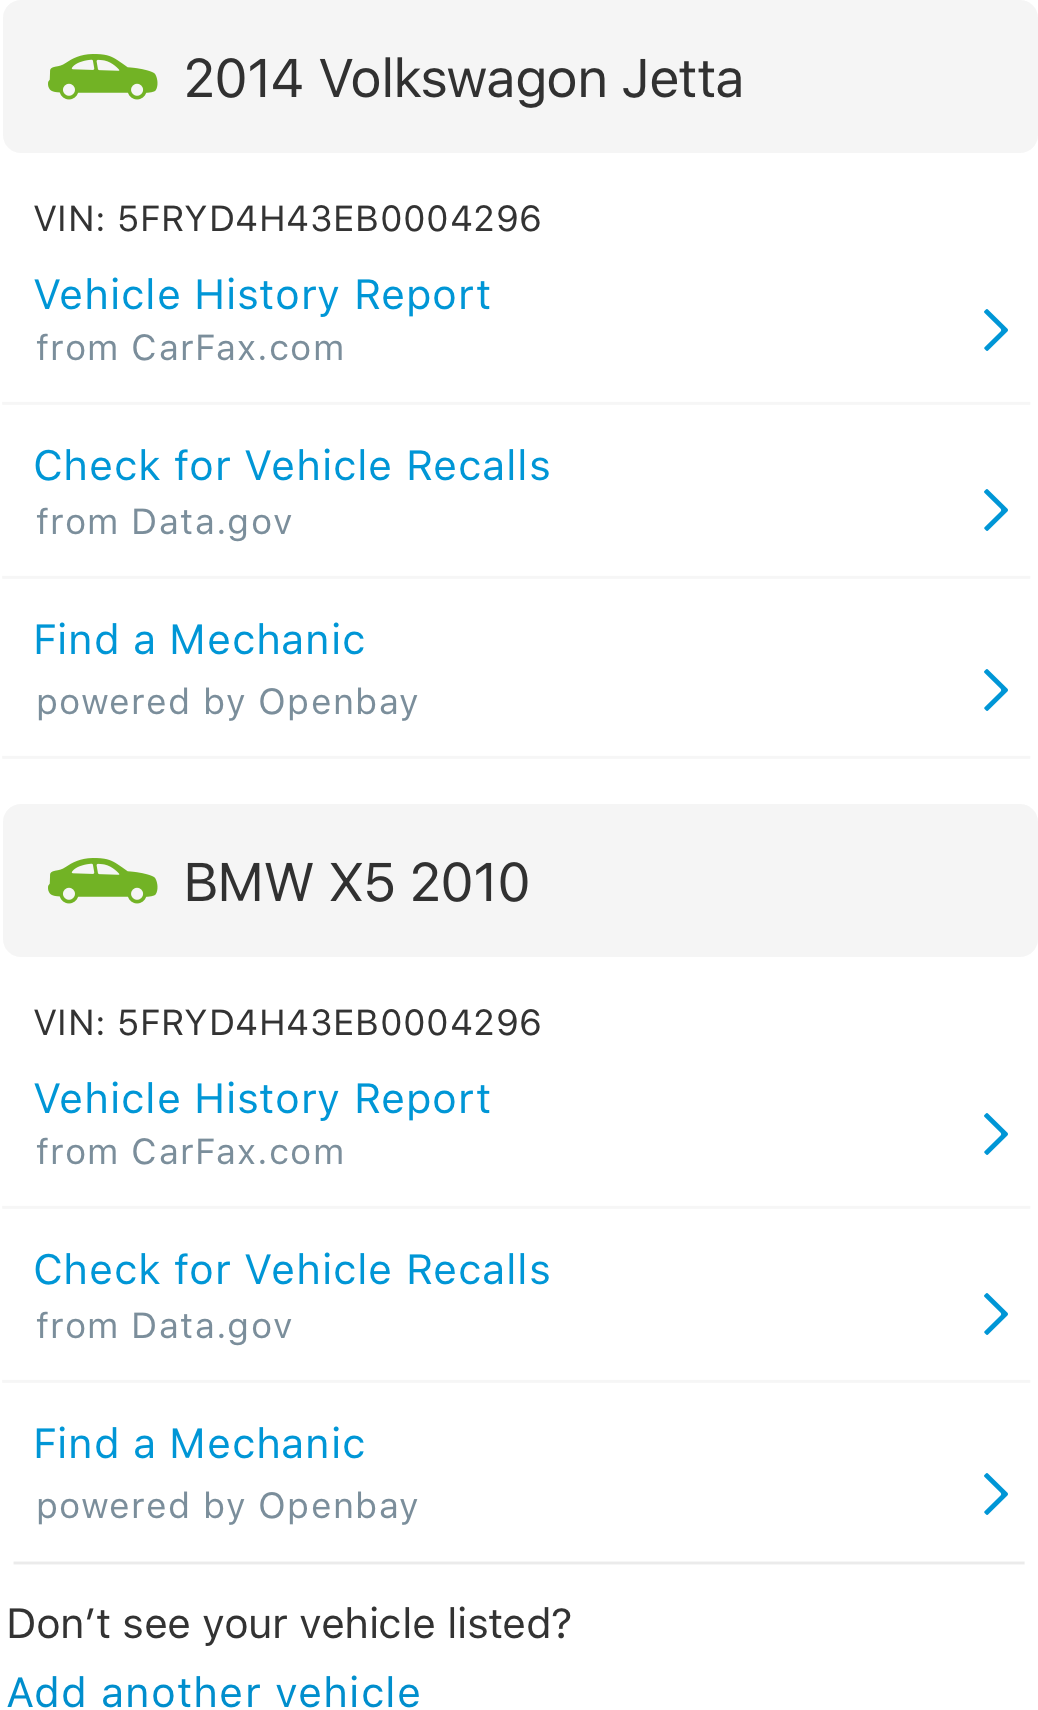 2014 Volkswagon Jetta
VIN: 5FRYD4H43EB0004296
Vehicle History Report
from CarFax.com
Check for Vehicle Recalls
from Data.gov
Find a Mechanic
powered by Openbay
BMW X5 2010
VIN: 5FRYD4H43EB0004296
Vehicle History Report
from CarFax.com
Check for Vehicle Recalls
from Data.gov
Find a Mechanic
powered by Openbay
Don’t see your vehicle listed?
Add another vehicle